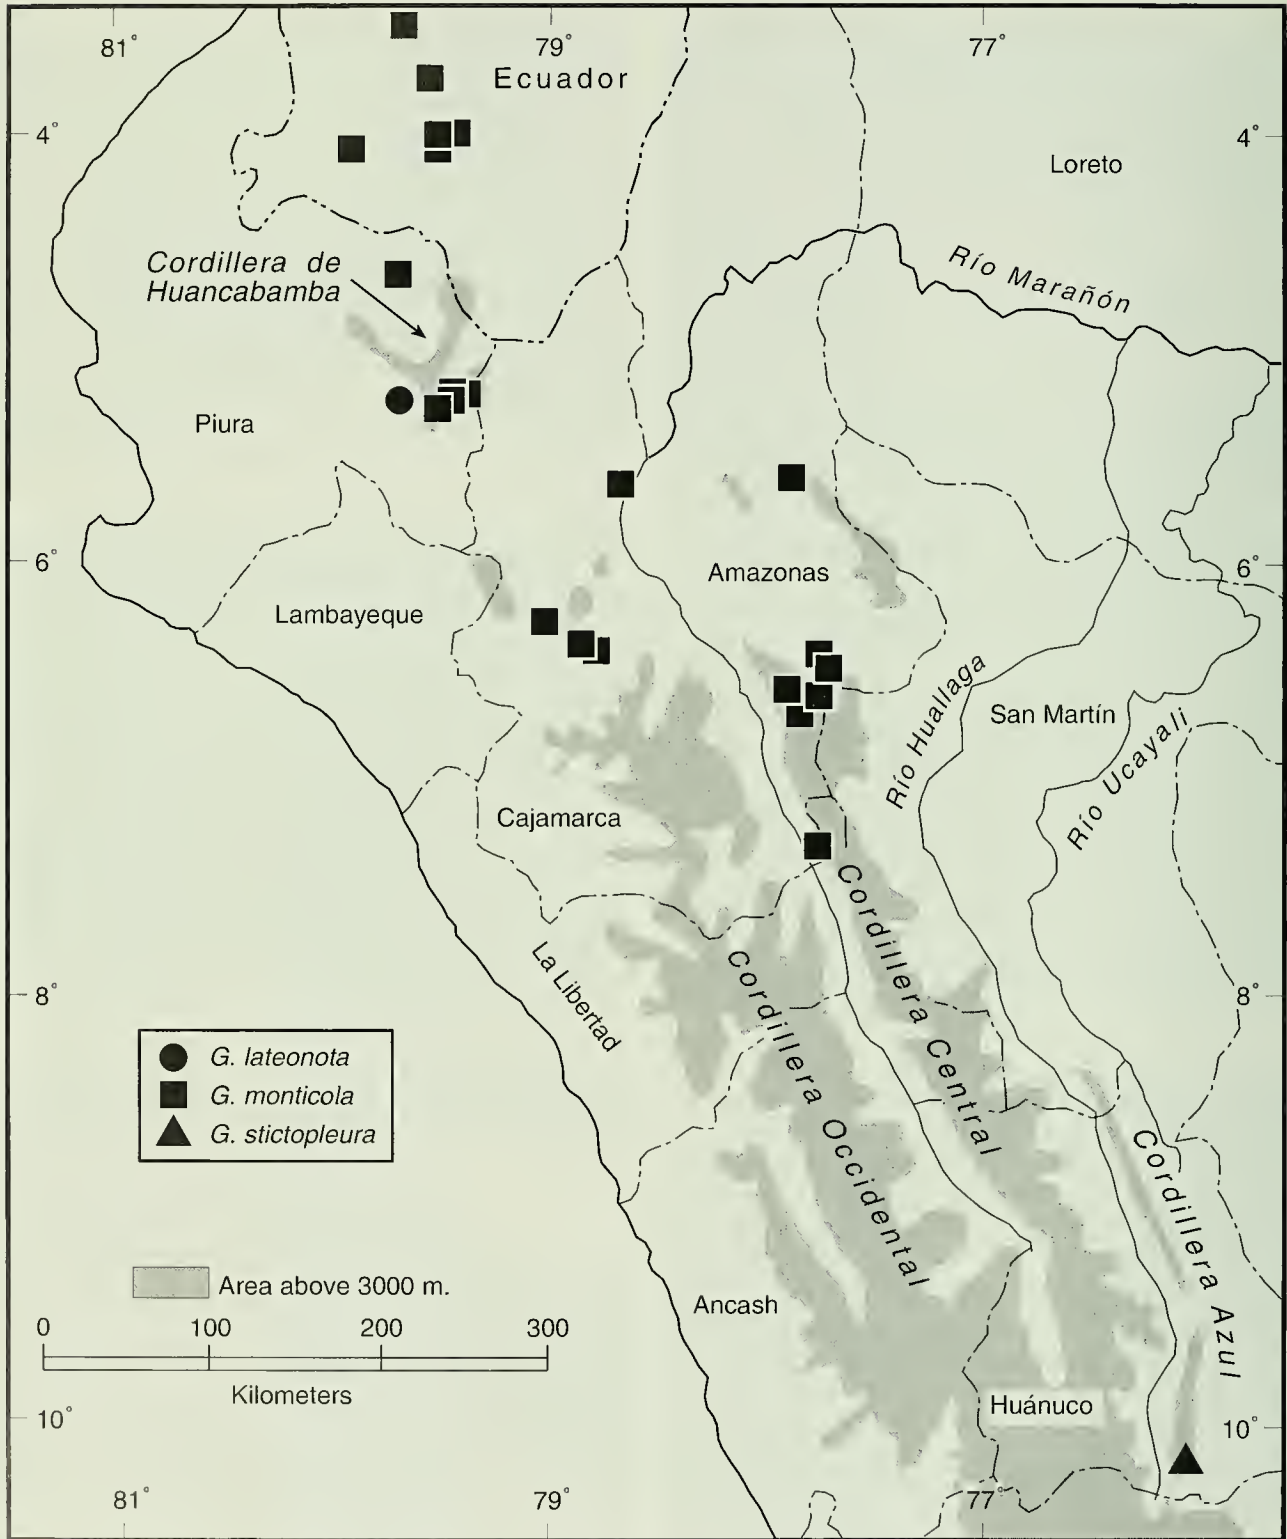 81°
79°
77°
Ecuador
4°
4°
Loreto
Cordillera de
Huancabamba
Río Marañón
Piura
6°
6°
Amazonas
Lambayeque
Río Huallaga
San Martín
Río Ucayali
Cajamarca
Cordillera Central
La Libertad
Cordillera Occidental
8°
8°
G. lateonota
G. monticola
G. stictopleura
Cordillera Azul
Area above 3000 m.
Ancash
0 100 200 300
Kilometers
Huánuco
10°
10°
81°
79°
77°